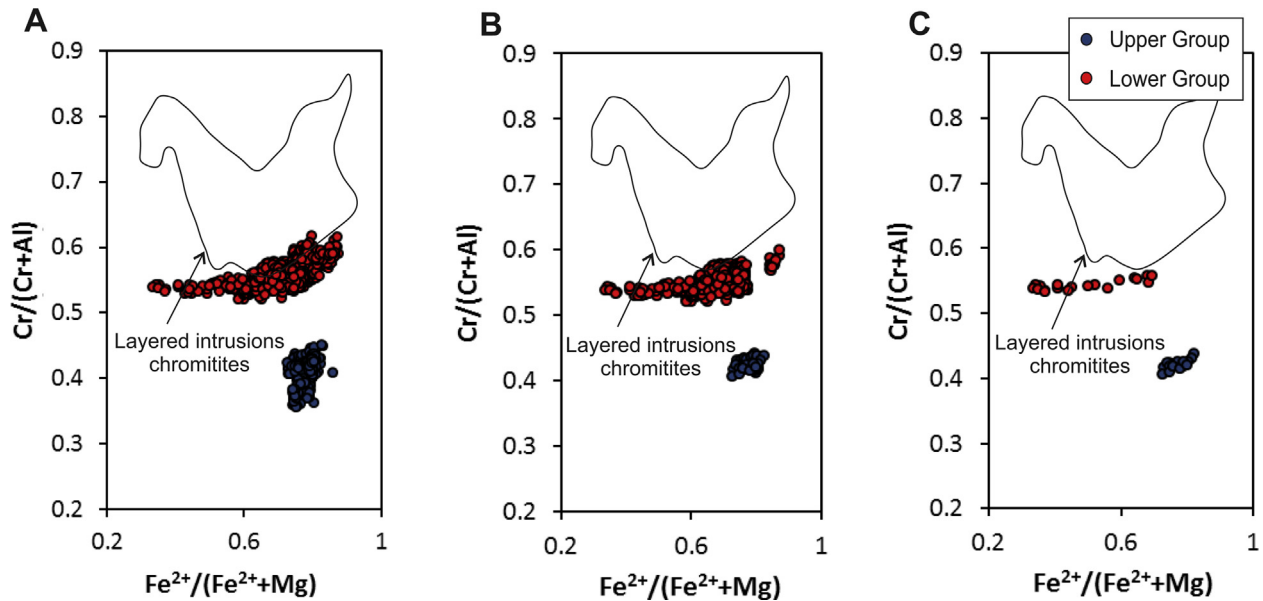 A
0.9
0.8
0.7
0.6
0.5
0.4
0.3
0.2
0.2
0.6
1
Cr/(Cr+Al)
Fe²⁺/(Fe²⁺+Mg)
Layered intrusions
chromitites
B
0.9
0.8
0.7
0.6
0.5
0.4
0.3
0.2
0.2
0.6
1
Cr/(Cr+Al)
Fe²⁺/(Fe²⁺+Mg)
Layered intrusions
chromitites
C
Upper Group
Lower Group
0.9
0.8
0.7
0.6
0.5
0.4
0.3
0.2
0.2
0.6
1
Cr/(Cr+Al)
Fe²⁺/(Fe²⁺+Mg)
Layered intrusions
chromitites